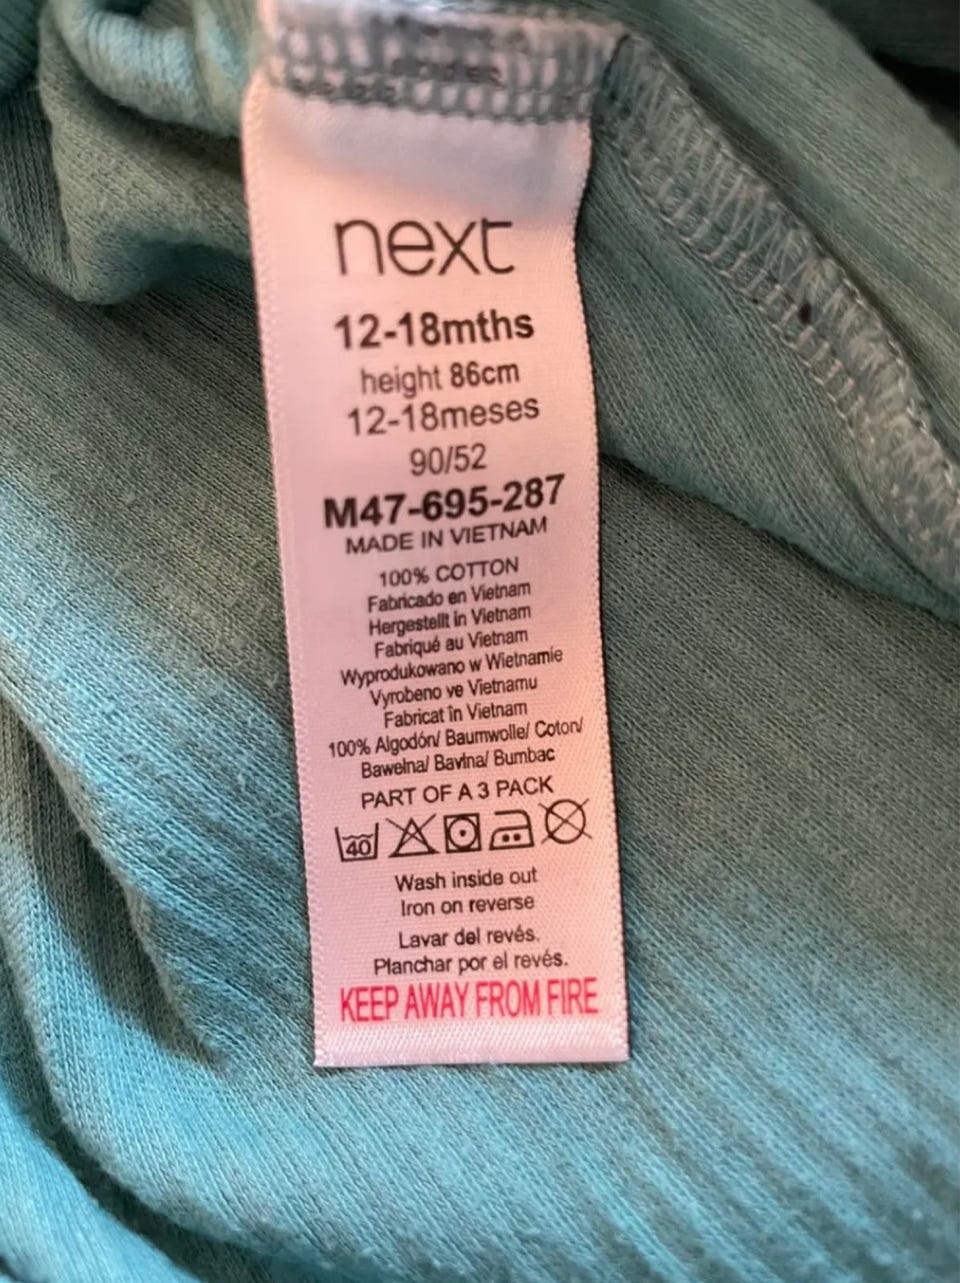 next
12-18mths
height 86cm
12-18meses
90/52
M47-695-287
MADE IN VIETNAM
100% COTTON
Fabricado en Vietnam
Hergestellt in Vietnam
Fabriqué au Vietnam
Wyprodukowano w Wietnamie
Vyrobeno ve Vietnamu
Fabricat în Vietnam
100% Algodón/ Baumwolle/ Coton/
Bawełna/ Bavlna/ Bumbac
PART OF A 3 PACK
40
Wash inside out
Iron on reverse
Lavar del revés.
Planchar por el revés.
KEEP AWAY FROM FIRE